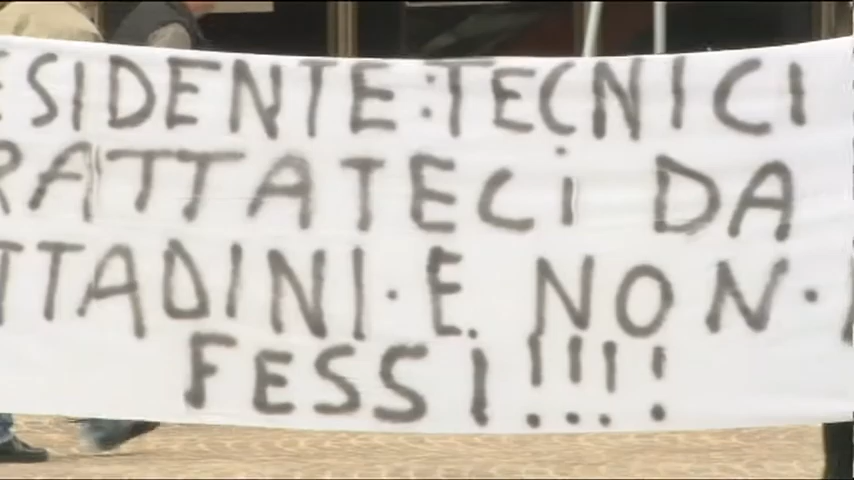 ESIDENTE:TECNICI
RATTATECI DA
TTADINI·E NON·
FESSI!!!!